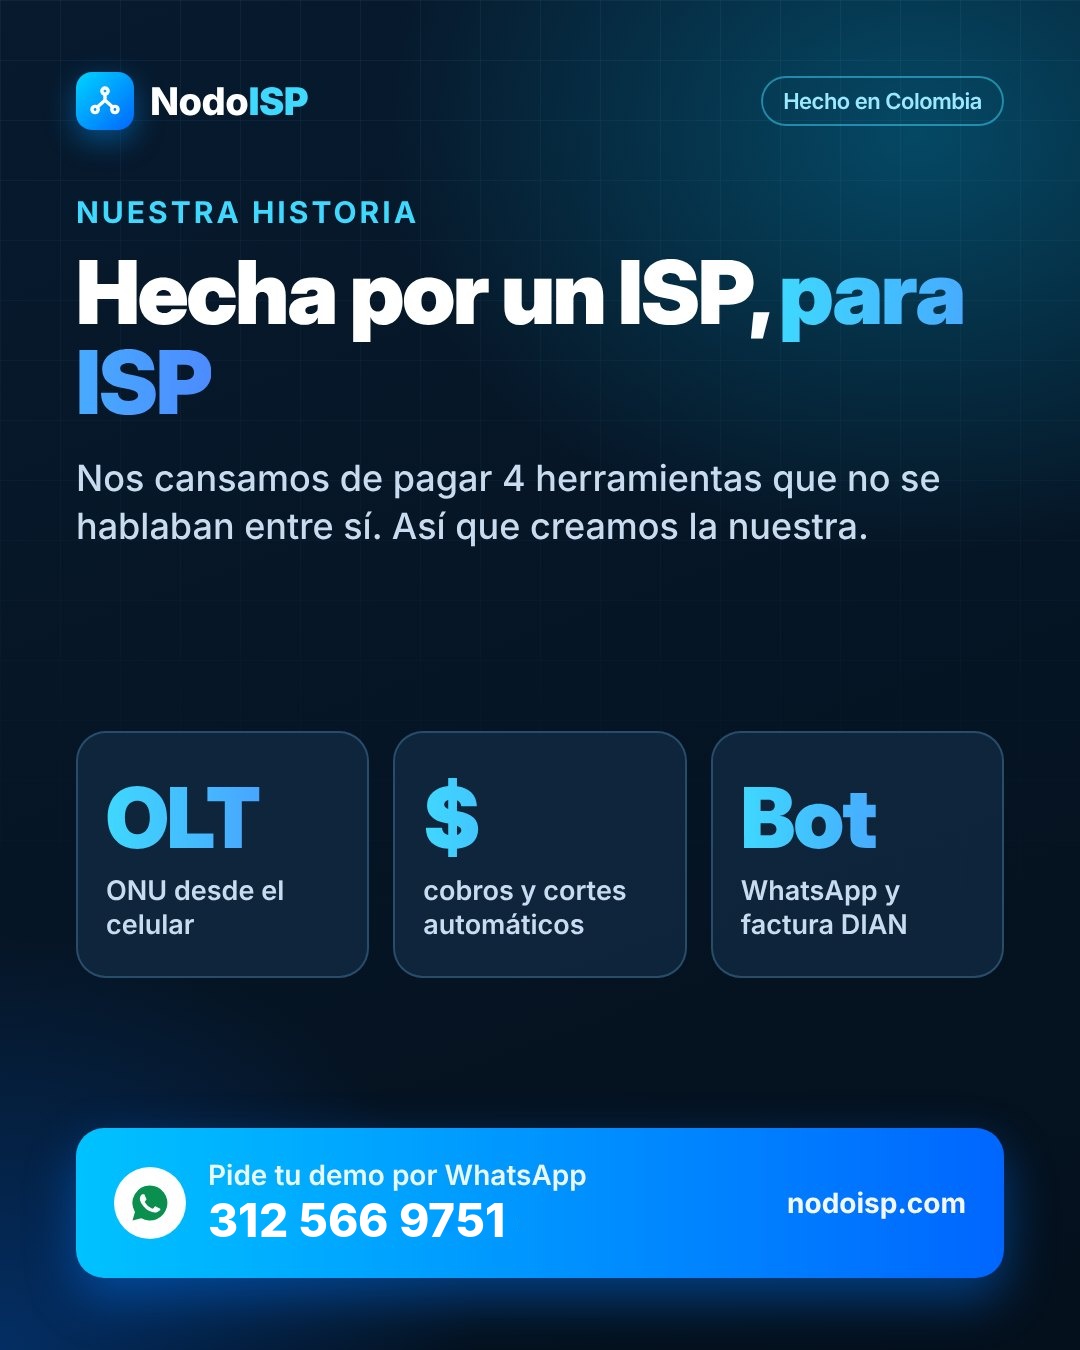 NodoISP
Hecho en Colombia
NUESTRA HISTORIA
Hecha por un ISP, para
ISP
Nos cansamos de pagar 4 herramientas que no se
hablaban entre sí. Así que creamos la nuestra.
OLT
ONU desde el
celular
$
cobros y cortes
automáticos
Bot
WhatsApp y
factura DIAN
Pide tu demo por WhatsApp
312 566 9751
nodoisp.com